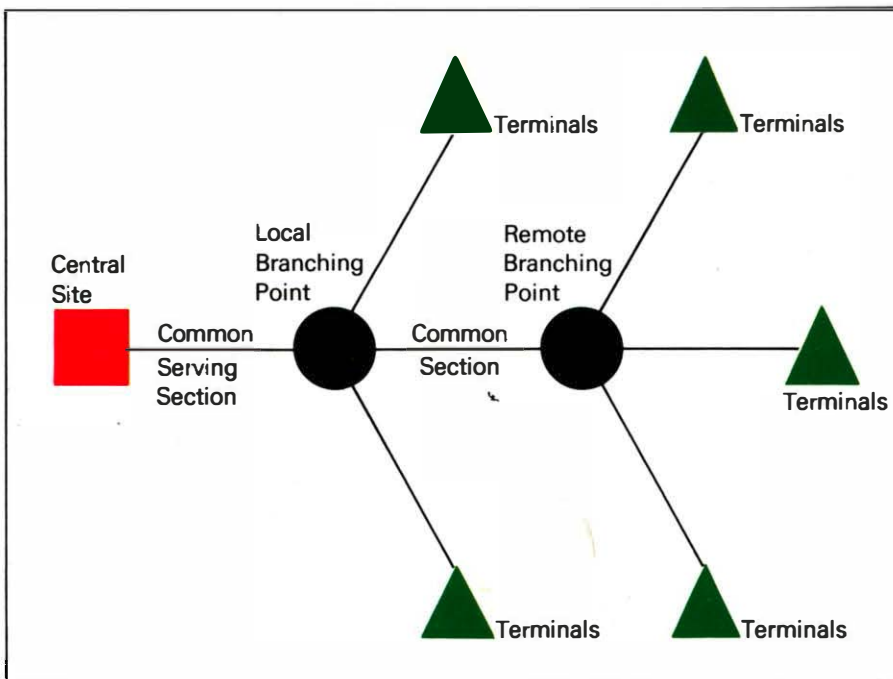 Terminals
Terminals
Local
Branching
Point
Remote
Branching
Point
Central
Site
Common
Serving
Section
Common
Section
Terminals
Terminals
Terminals